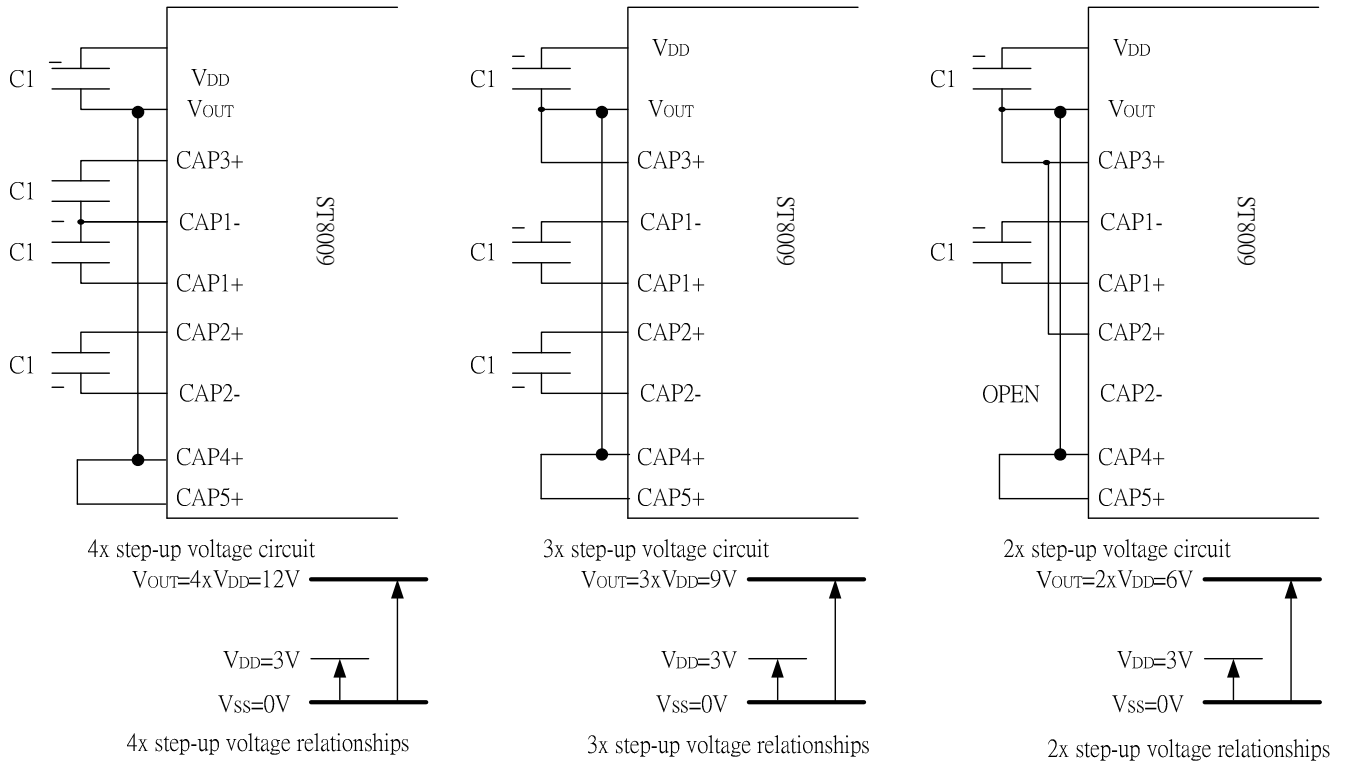 C1
VDD
VOUT
CAP3+
C1
CAP1-
C1
CAP1+
CAP2+
C1
CAP2-
CAP4+
CAP5+
ST8009
4x step-up voltage circuit
VOUT=4xVDD=12V
VDD=3V
VSS=0V
4x step-up voltage relationships
VDD
C1
VOUT
CAP3+
CAP1-
C1
CAP1+
CAP2+
C1
CAP2-
CAP4+
CAP5+
ST8009
3x step-up voltage circuit
VOUT=3xVDD=9V
VDD=3V
VSS=0V
3x step-up voltage relationships
VDD
C1
VOUT
CAP3+
CAP1-
C1
CAP1+
CAP2+
OPEN
CAP2-
CAP4+
CAP5+
ST8009
2x step-up voltage circuit
VOUT=2xVDD=6V
VDD=3V
VSS=0V
2x step-up voltage relationships